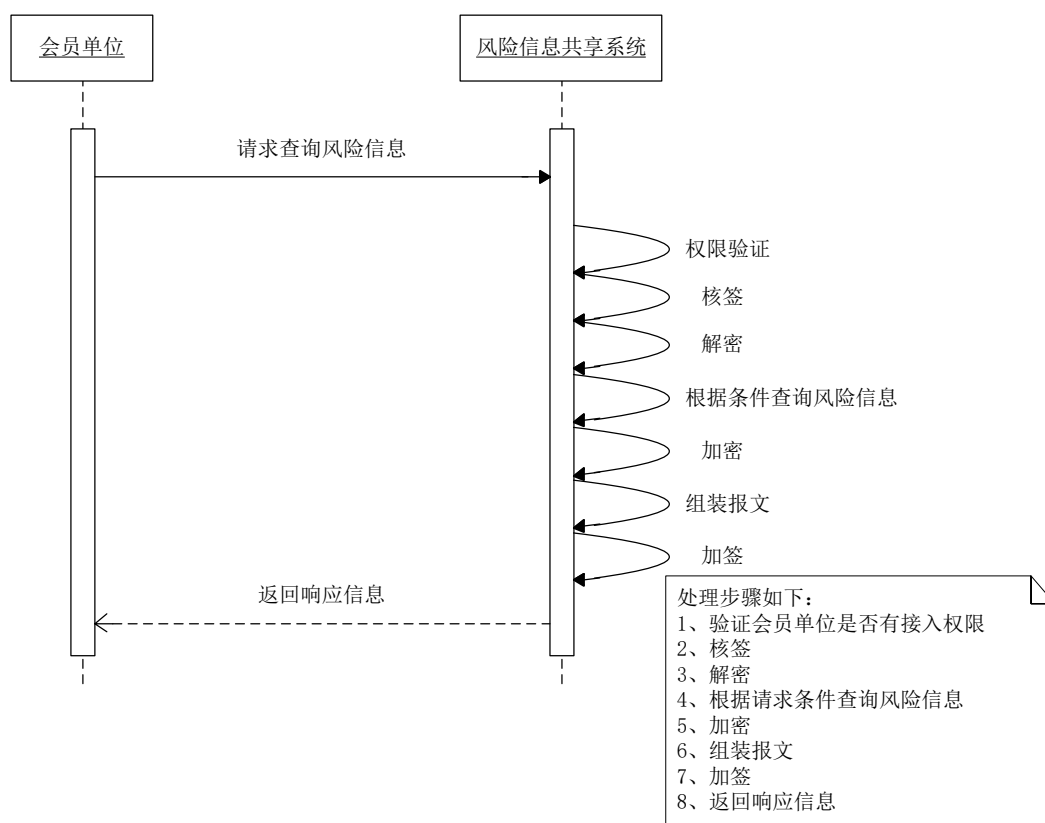 会员单位
风险信息共享系统
请求查询风险信息
权限验证
核签
解密
根据条件查询风险信息
加密
组装报文
加签
返回响应信息
处理步骤如下：
1、验证会员单位是否有接入权限
2、核签
3、解密
4、根据请求条件查询风险信息
5、加密
6、组装报文
7、加签
8、返回响应信息